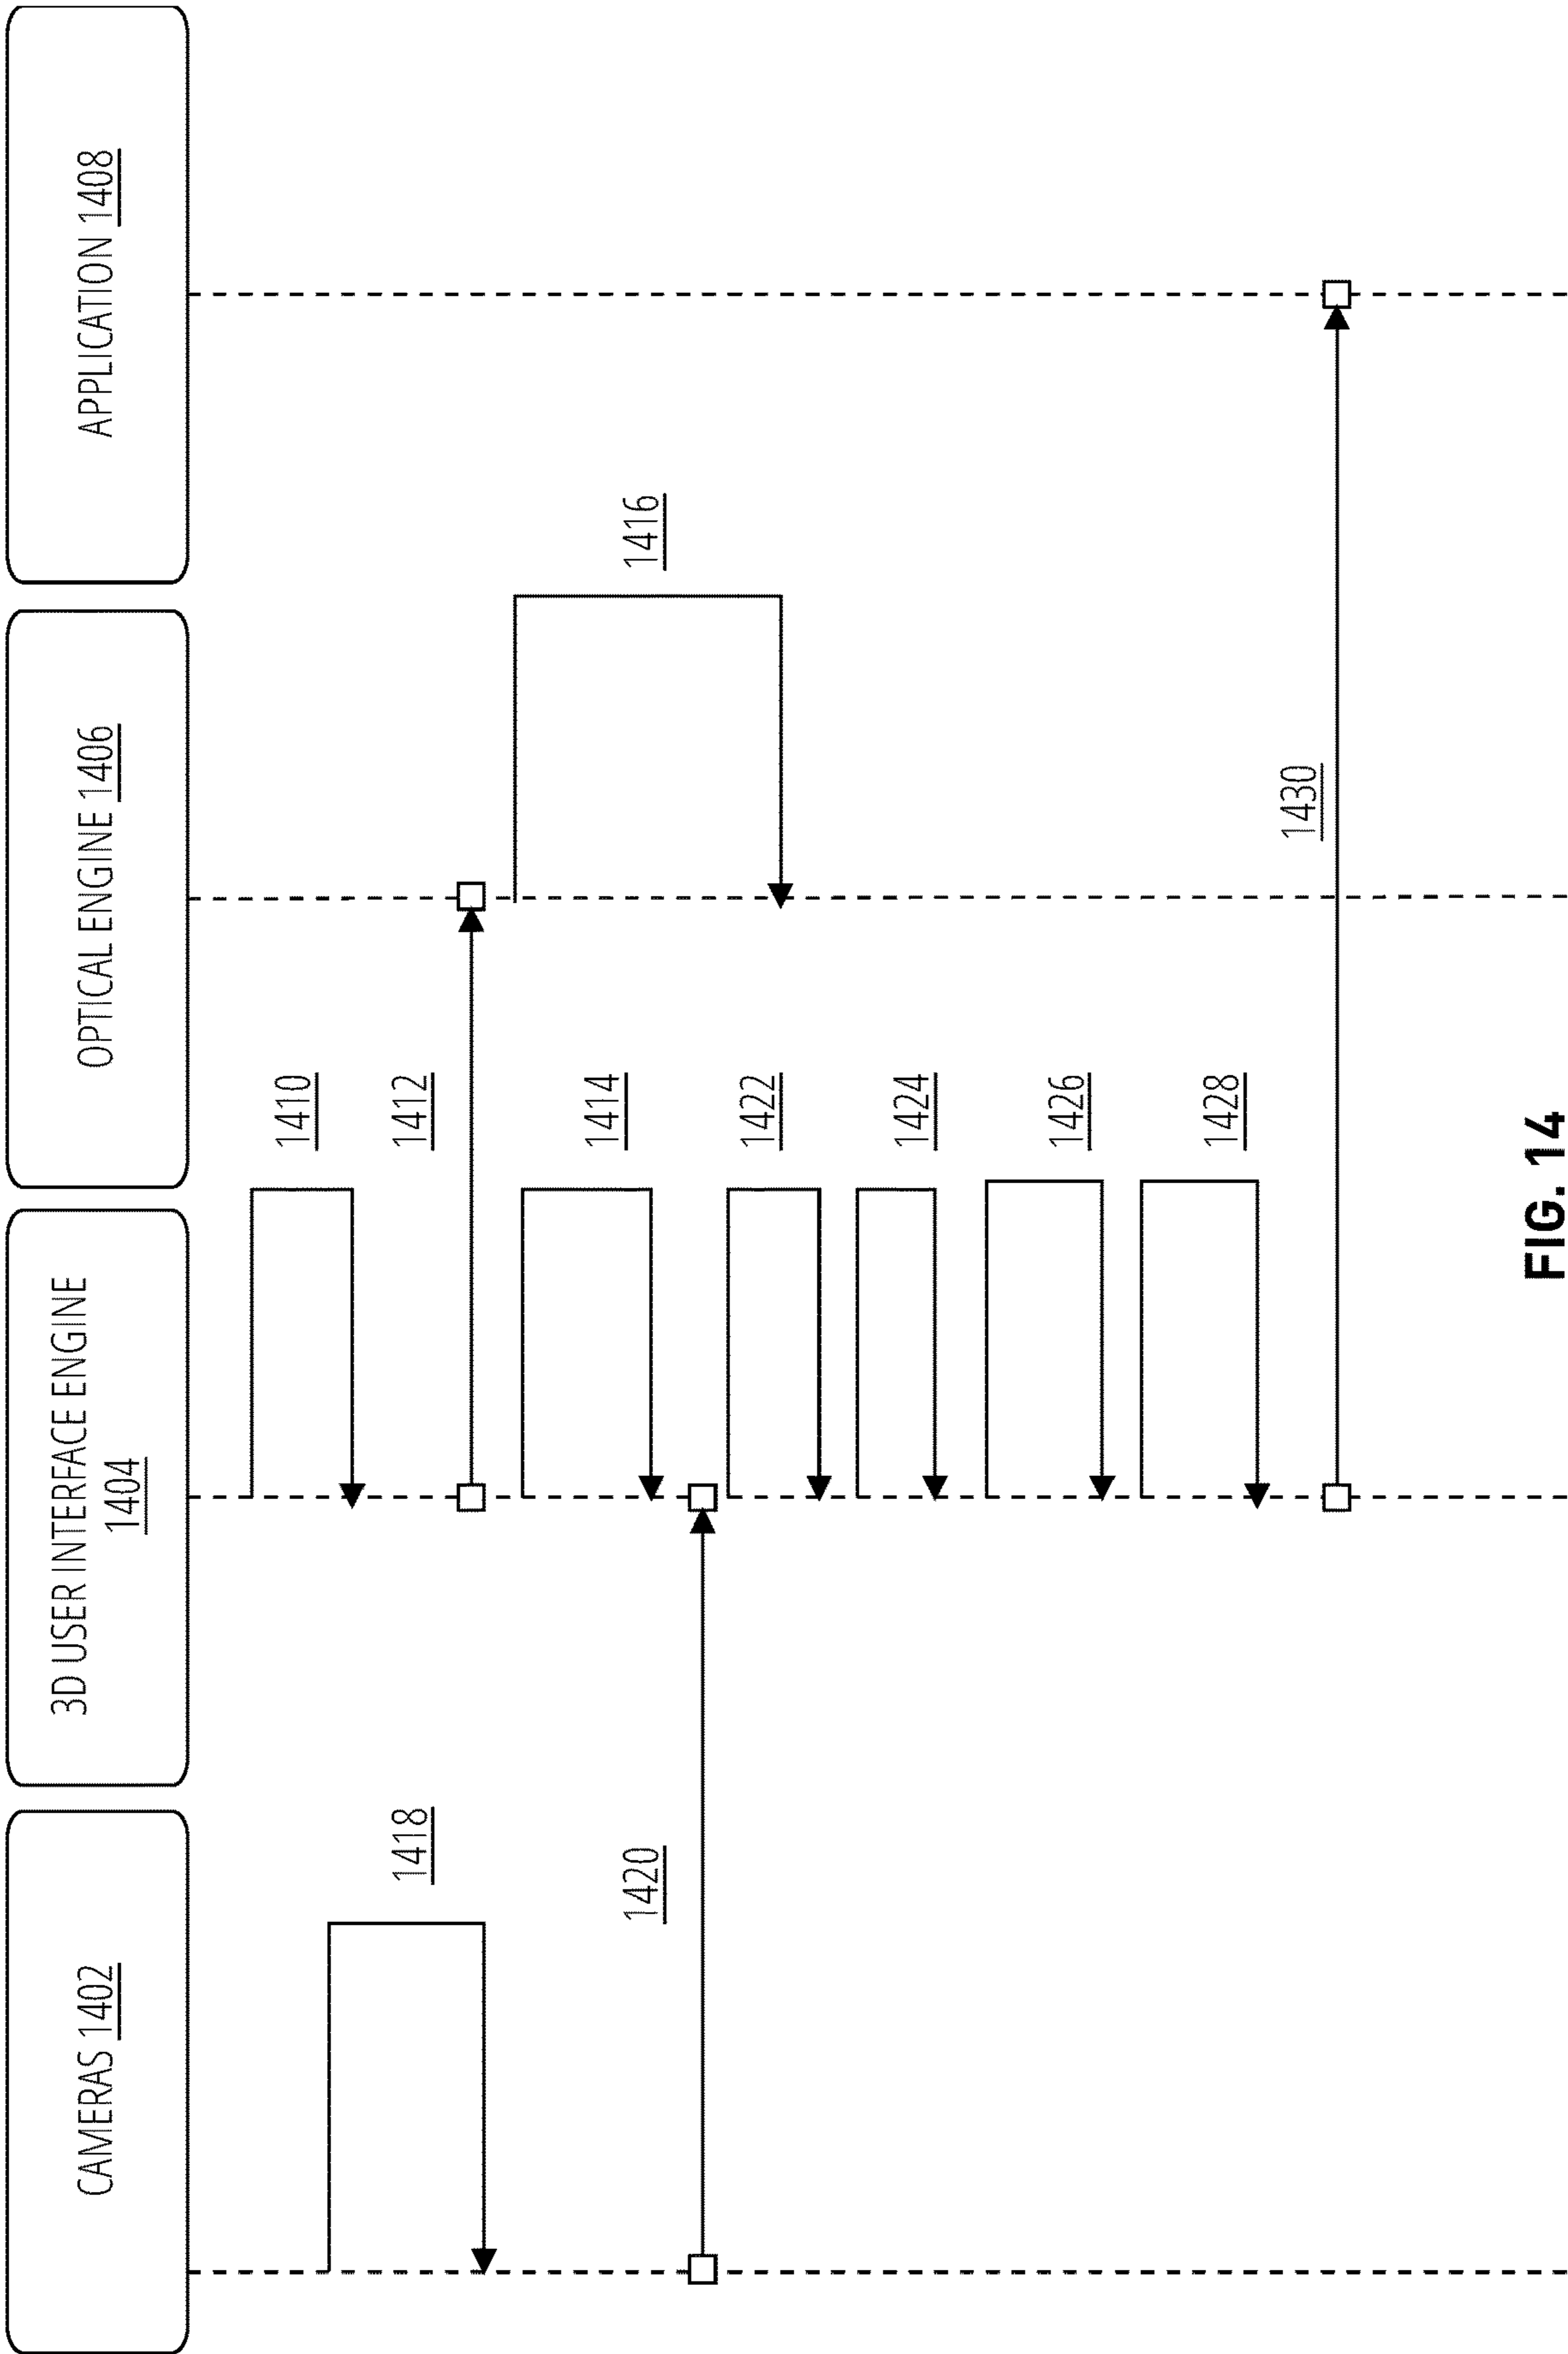 CAMERAS 1402
3D USER INTERFACE ENGINE
1404
OPTICAL ENGINE 1406
APPLICATION 1408
1410
1418
1412
1414
1416
1420
1422
1424
1426
1428
1430
FIG. 14